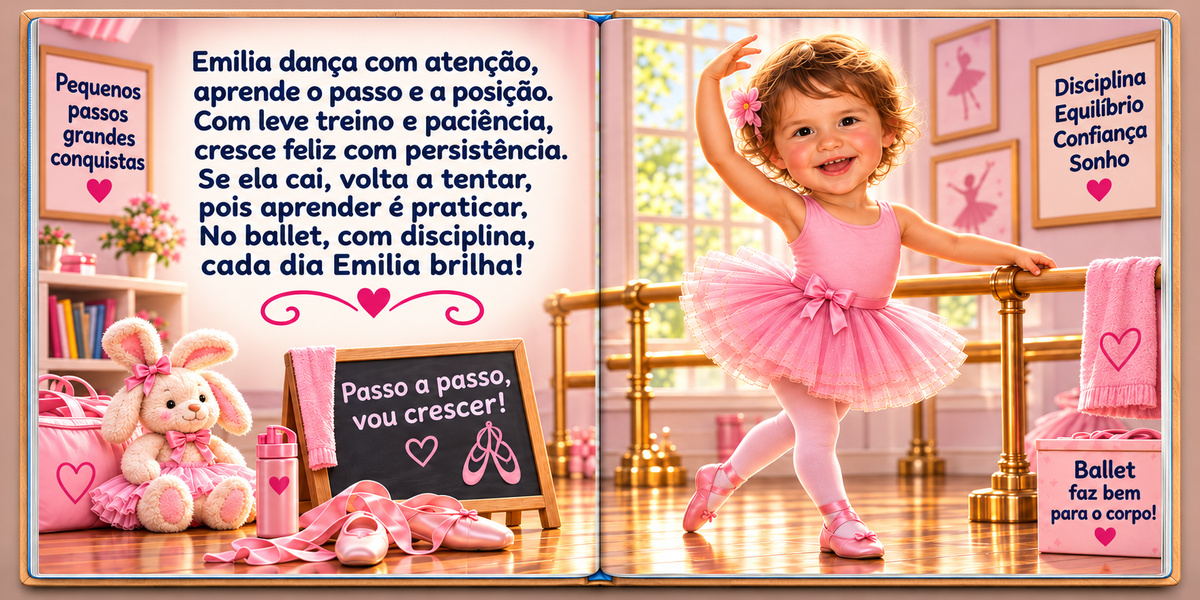 Pequenos
passos
grandes
conquistas
Emilia dança com atenção,
aprende o passo e a posição.
Com leve treino e paciência,
cresce feliz com persistência.
Se ela cai, volta a tentar,
pois aprender é praticar,
No ballet, com disciplina,
cada dia Emilia brilha!
Passo a passo,
vou crescer!
Disciplina
Equilíbrio
Confiança
Sonho
Ballet
faz bem
para o corpo!